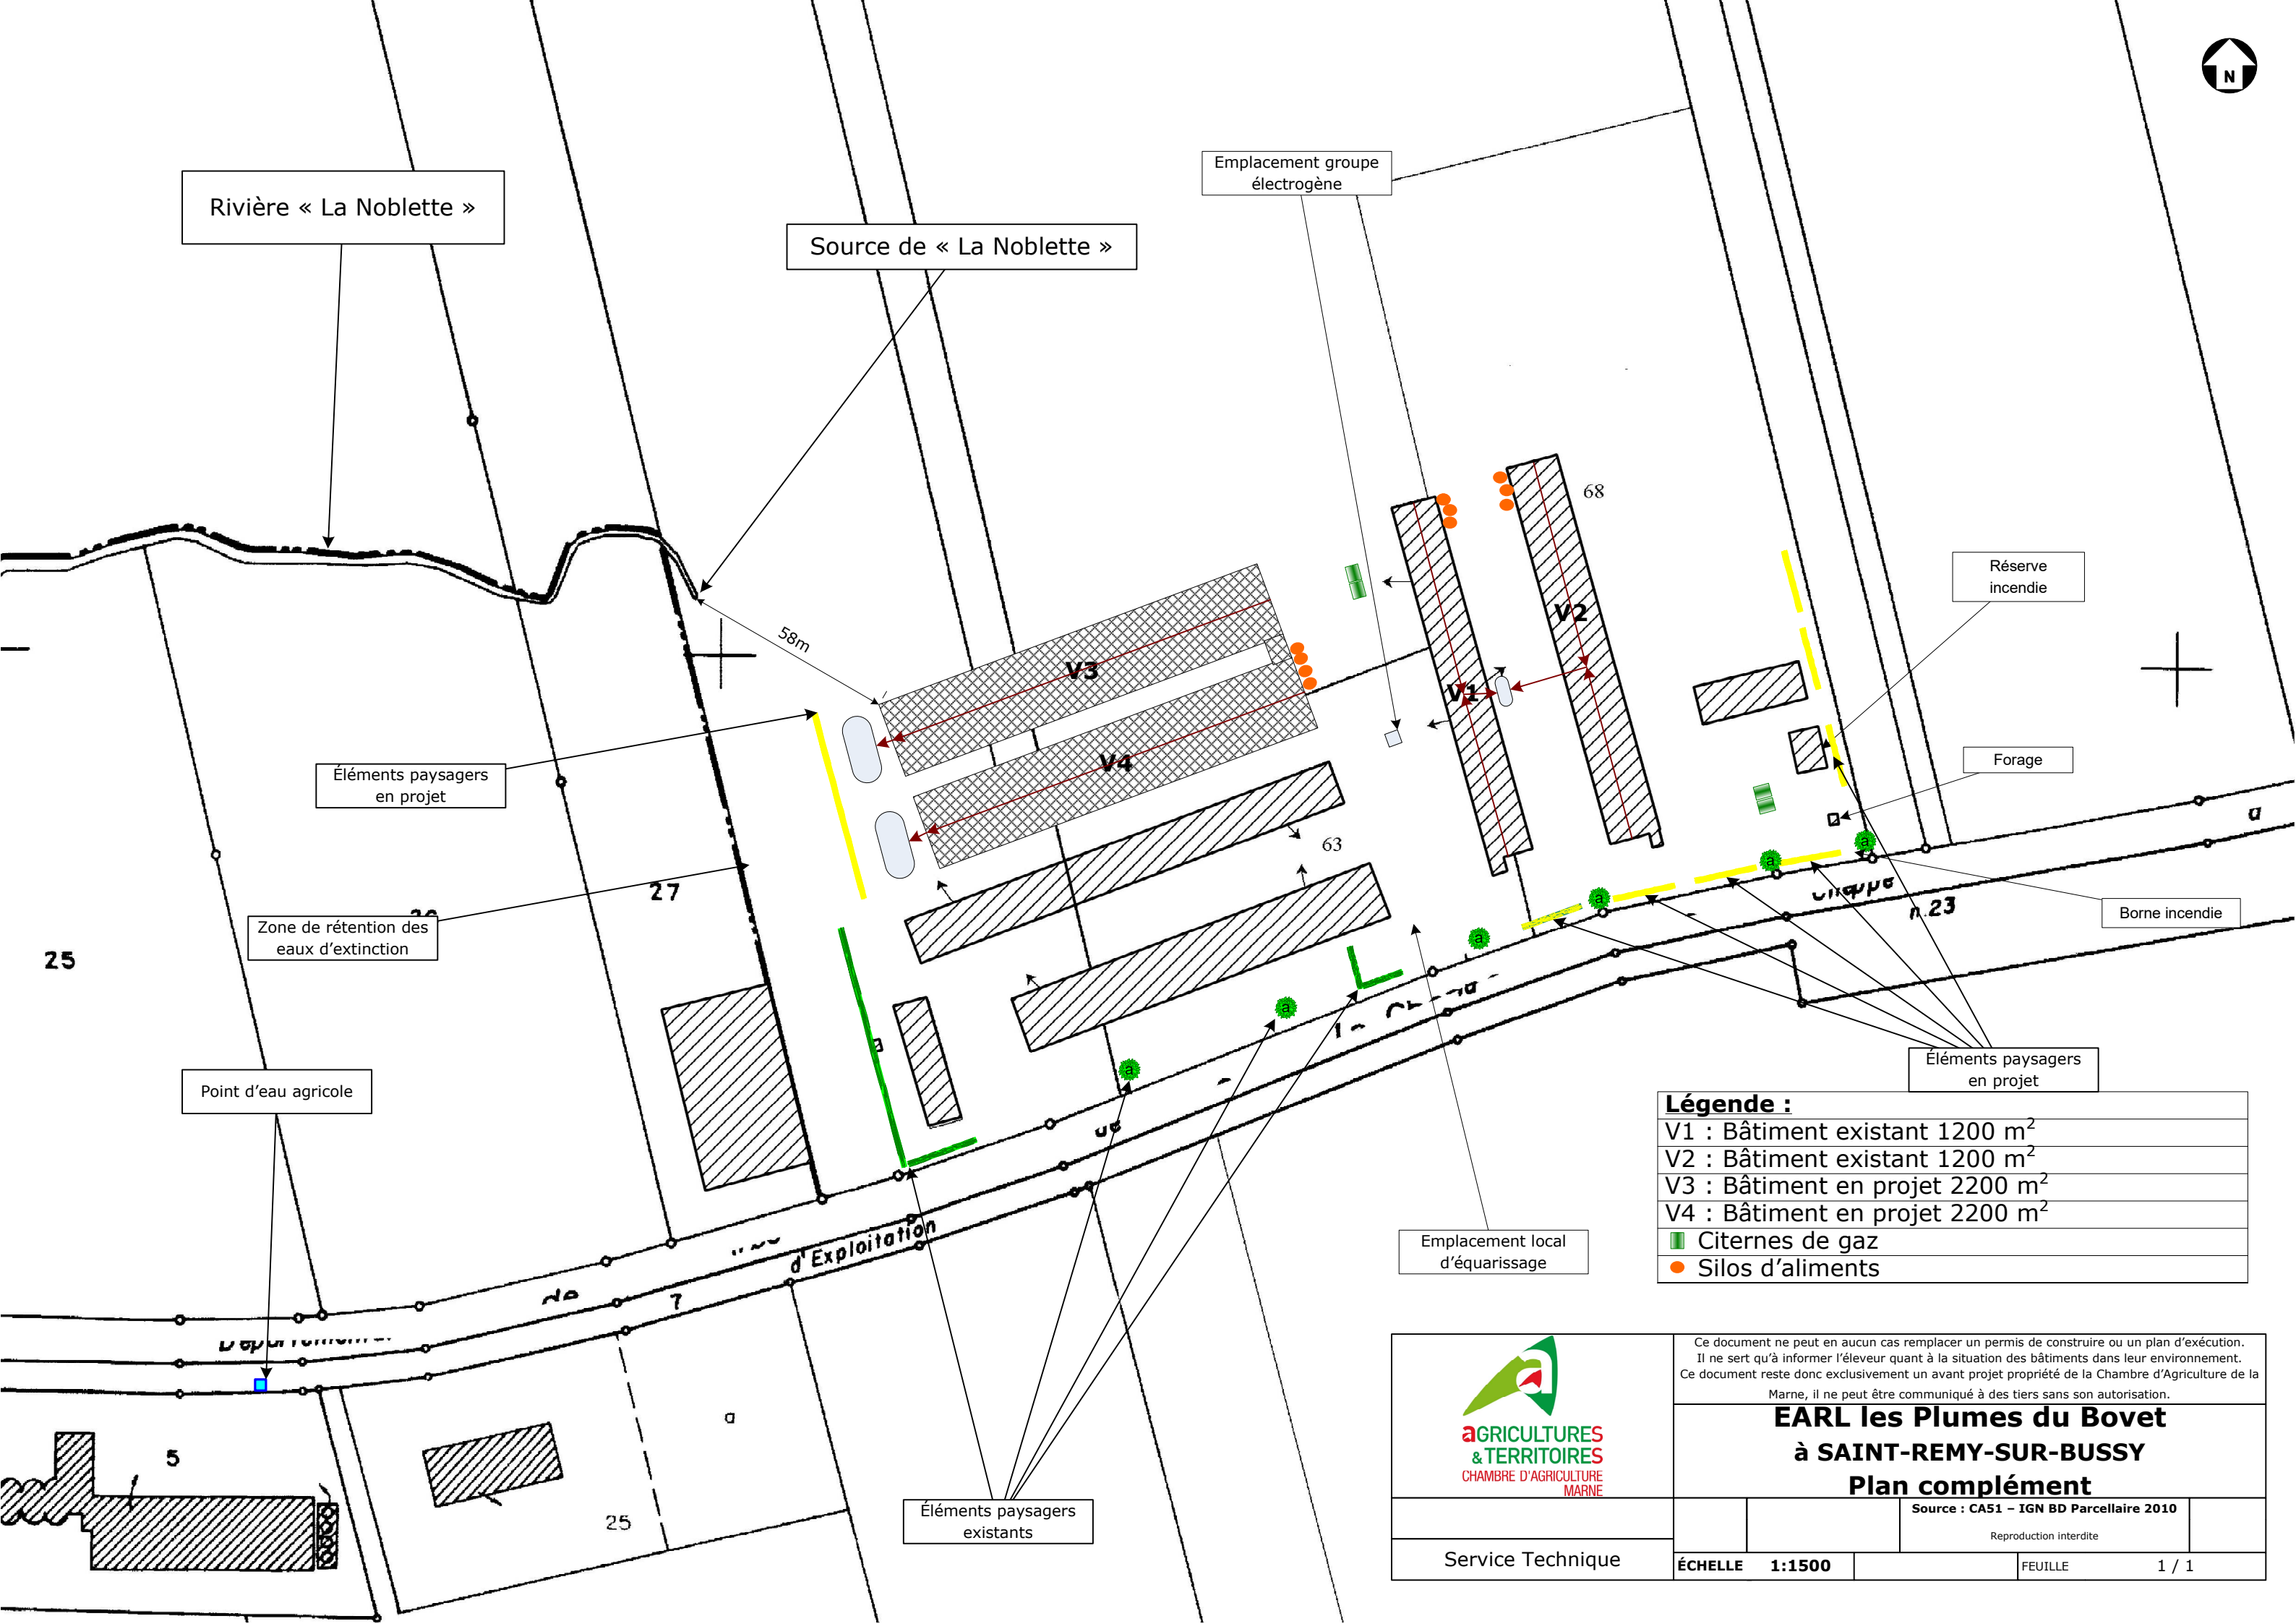 N
Emplacement groupe
électrogène
Rivière « La Noblette »
Source de « La Noblette »
68
Réserve
incendie
V2
58m
V3
V1
Éléments paysagers
en projet
V4
Forage
63
a
a
a
27
a
n.23
Borne incendie
Zone de rétention des
eaux d'extinction
25
a
a
a
Éléments paysagers
en projet
Point d'eau agricole
Légende :
V1 : Bâtiment existant 1200 m²
V2 : Bâtiment existant 1200 m²
V3 : Bâtiment en projet 2200 m²
V4 : Bâtiment en projet 2200 m²
Citernes de gaz
Silos d'aliments
de
d'Exploitation
Emplacement local
d'équarissage
de
7
a
5
25
Éléments paysagers
existants
aGRICULTURES
&TERRITOIRES
CHAMBRE D'AGRICULTURE
MARNE
Ce document ne peut en aucun cas remplacer un permis de construire ou un plan d'exécution.
Il ne sert qu'à informer l'éleveur quant à la situation des bâtiments dans leur environnement.
Ce document reste donc exclusivement un avant projet propriété de la Chambre d'Agriculture de la
Marne, il ne peut être communiqué à des tiers sans son autorisation.
EARL les Plumes du Bovet
à SAINT-REMY-SUR-BUSSY
Plan complément
Source : CA51 – IGN BD Parcellaire 2010
Reproduction interdite
Service Technique
ÉCHELLE 1:1500
FEUILLE 1 / 1